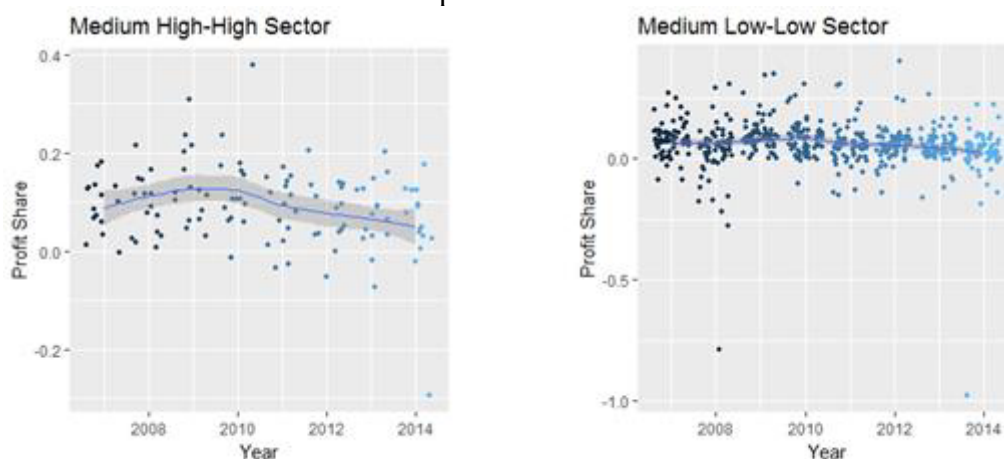 Medium High-High Sector
0.4
0.2
0.0
-0.2
Profit Share
2008 2010 2012 2014
Year
Medium Low-Low Sector
0.0
-0.5
-1.0
Profit Share
2008 2010 2012 2014
Year